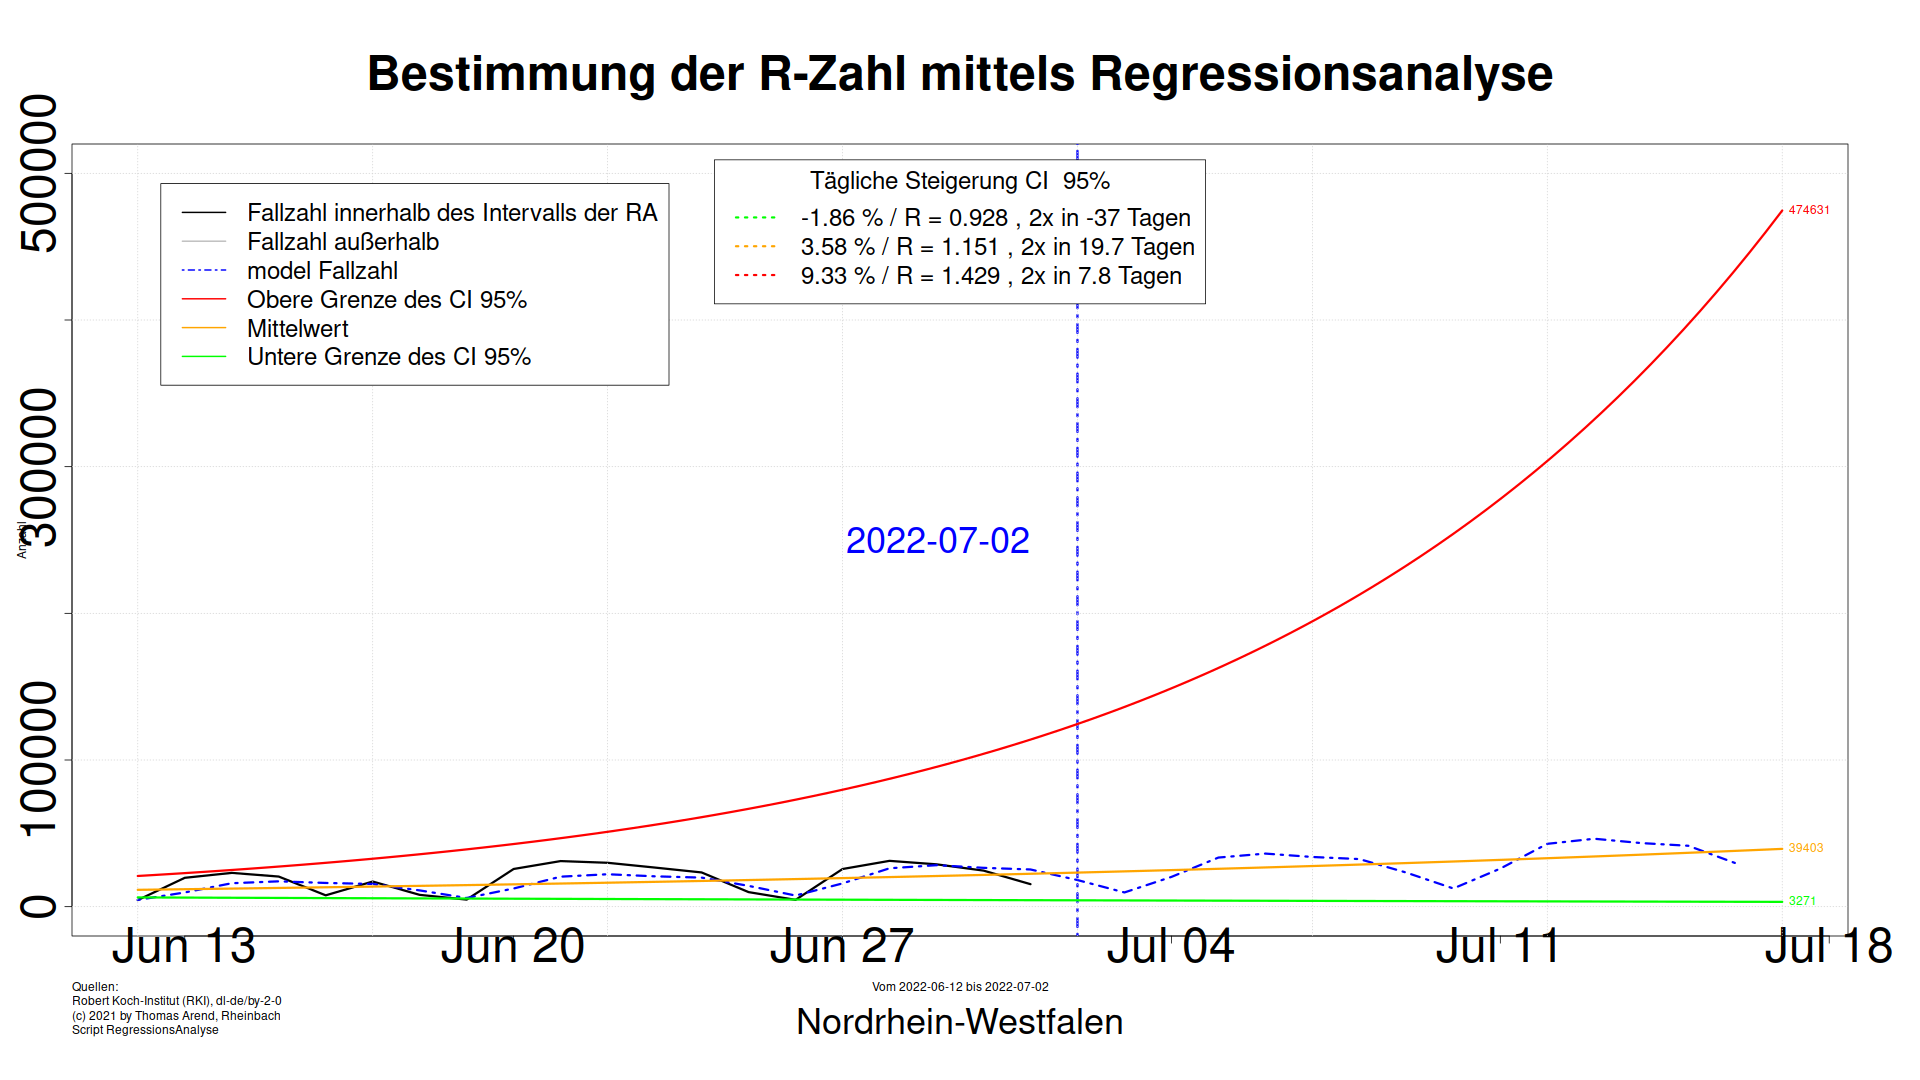 Bestimmung der R-Zahl mittels Regressionsanalyse
500000
300000
100000
0
Anzahl
Fallzahl innerhalb des Intervalls der RA
Fallzahl außerhalb
model Fallzahl
Obere Grenze des CI 95%
Mittelwert
Untere Grenze des CI 95%
Tägliche Steigerung CI 95%
-1.86 % / R = 0.928 , 2x in -37 Tagen
3.58 % / R = 1.151 , 2x in 19.7 Tagen
9.33 % / R = 1.429 , 2x in 7.8 Tagen
474631
2022-07-02
39403
3271
Jun 13 Jun 20 Jun 27 Jul 04 Jul 11 Jul 18
Quellen:
Robert Koch-Institut (RKI), dl-de/by-2-0
(c) 2021 by Thomas Arend, Rheinbach
Script RegressionsAnalyse
Vom 2022-06-12 bis 2022-07-02
Nordrhein-Westfalen